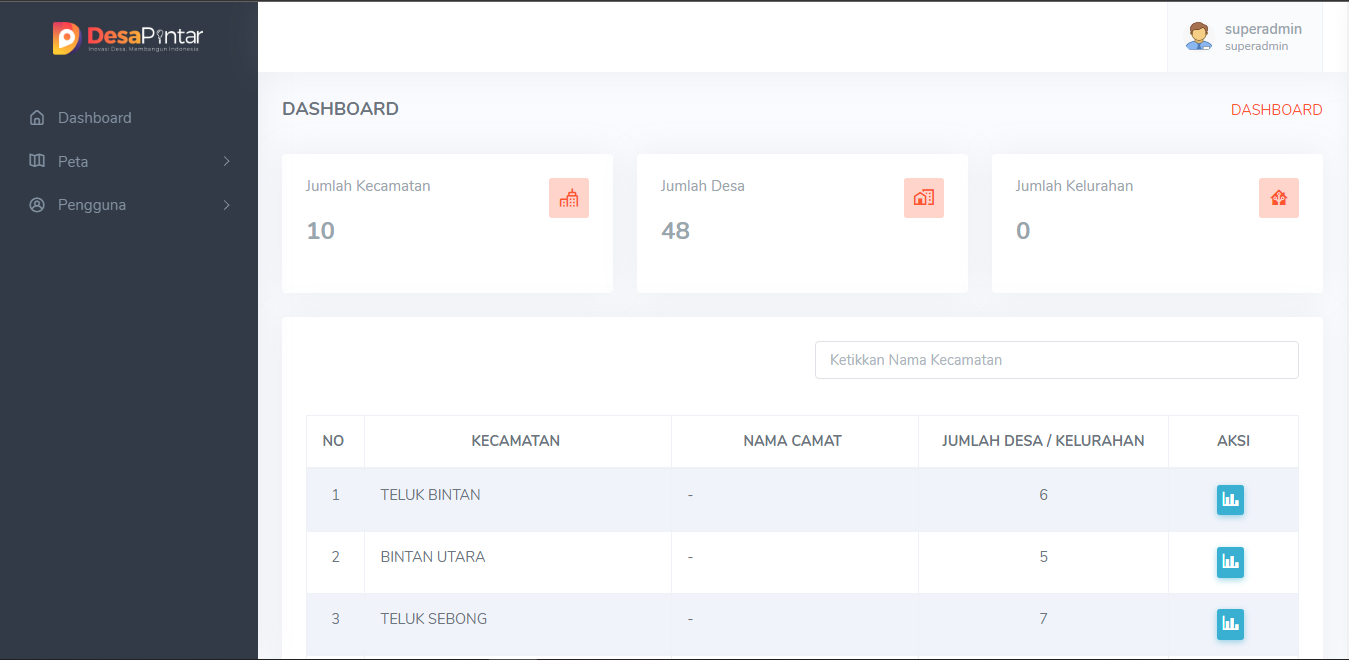 DesaPintar
Inovasi Desa, Membangun Indonesia
superadmin
superadmin
Dashboard
Peta
Pengguna
DASHBOARD
DASHBOARD
Jumlah Kecamatan
10
Jumlah Desa
48
Jumlah Kelurahan
0
Ketikkan Nama Kecamatan
NO KECAMATAN NAMA CAMAT JUMLAH DESA / KELURAHAN AKSI
1 TELUK BINTAN - 6
2 BINTAN UTARA - 5
3 TELUK SEBONG - 7